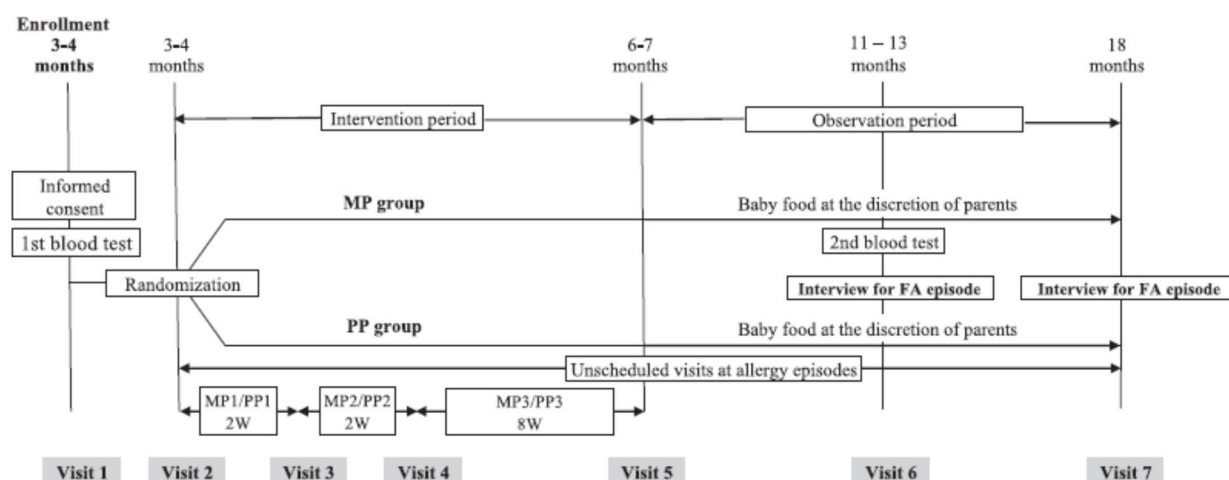 Enrollment
3-4
months
3-4
months
6-7
months
11 – 13
months
18
months
Intervention period
Observation period
Informed
consent
MP group
Baby food at the discretion of parents
1st blood test
2nd blood test
Randomization
Interview for FA episode
Interview for FA episode
PP group
Baby food at the discretion of parents
Unscheduled visits at allergy episodes
MP1/PP1
2W
MP2/PP2
2W
MP3/PP3
8W
Visit 1
Visit 2
Visit 3
Visit 4
Visit 5
Visit 6
Visit 7